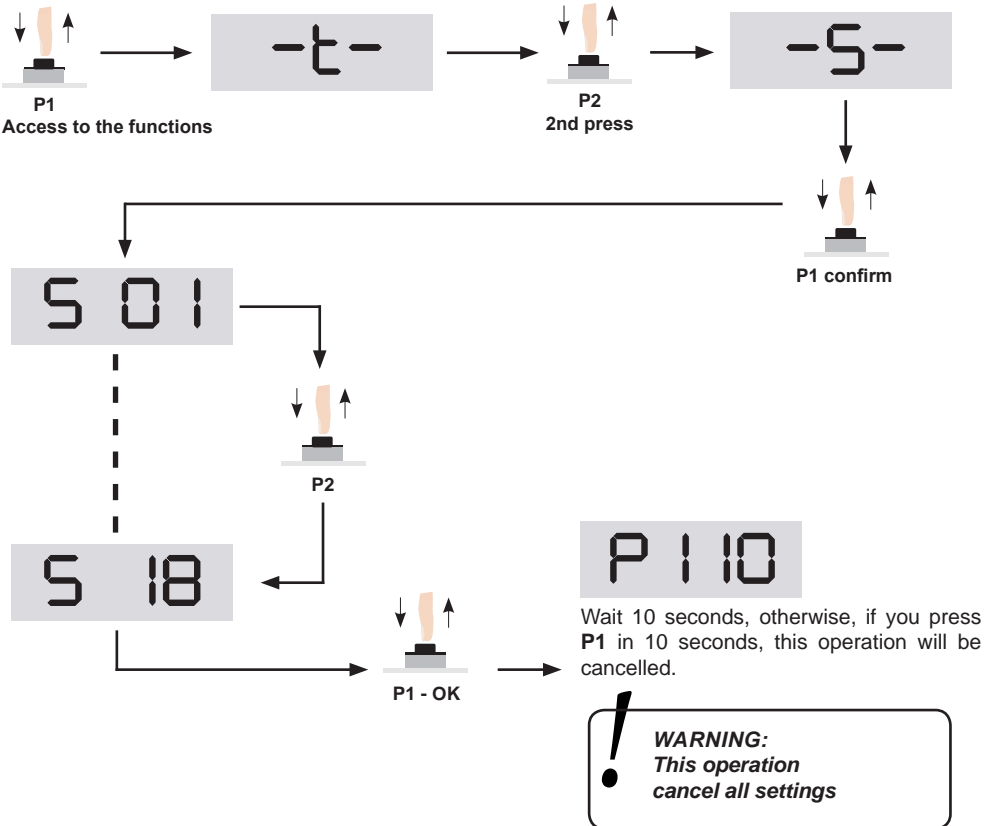 -t-
-S-
P1
Access to the functions
P2
2nd press
P1 confirm
S 01
P2
S 18
P1 - OK
P110
Wait 10 seconds, otherwise, if you press
P1 in 10 seconds, this operation will be
cancelled.
!
WARNING:
This operation
cancel all settings